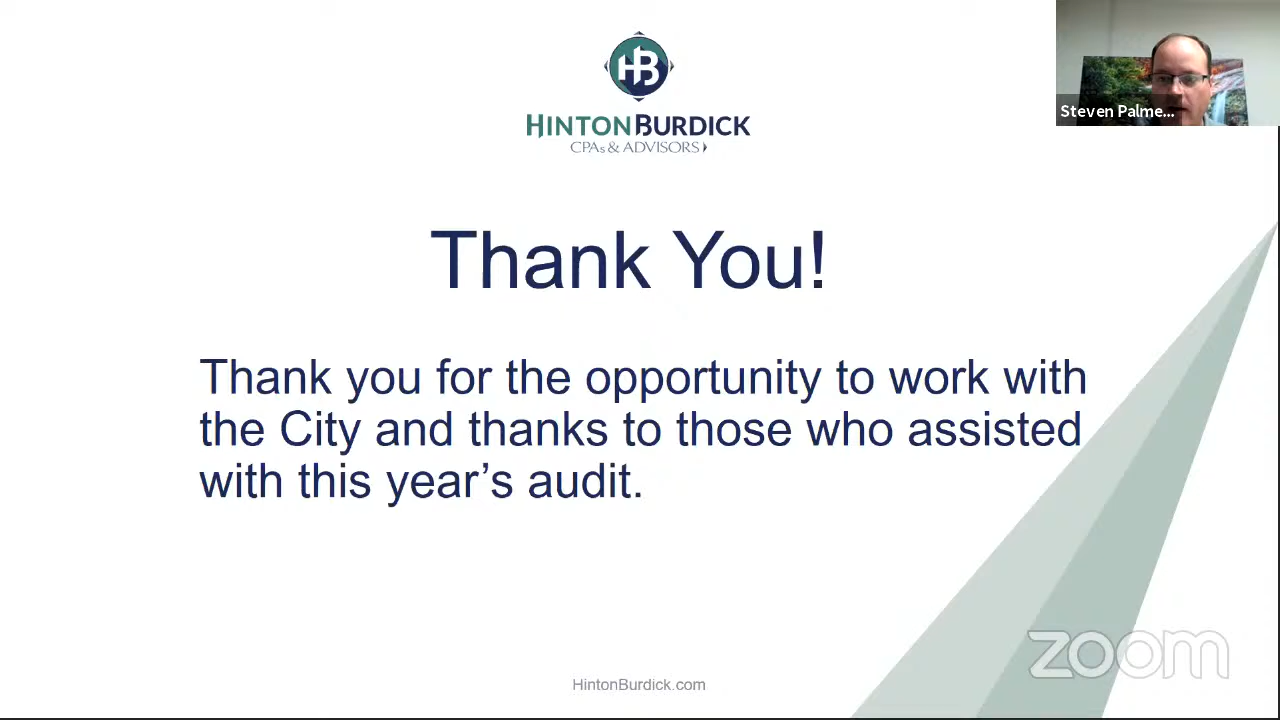 HB
HINTONBURDICK
CPAs & ADVISORS
Steven Palme...
Thank You!
Thank you for the opportunity to work with
the City and thanks to those who assisted
with this year’s audit.
zoom
HintonBurdick.com